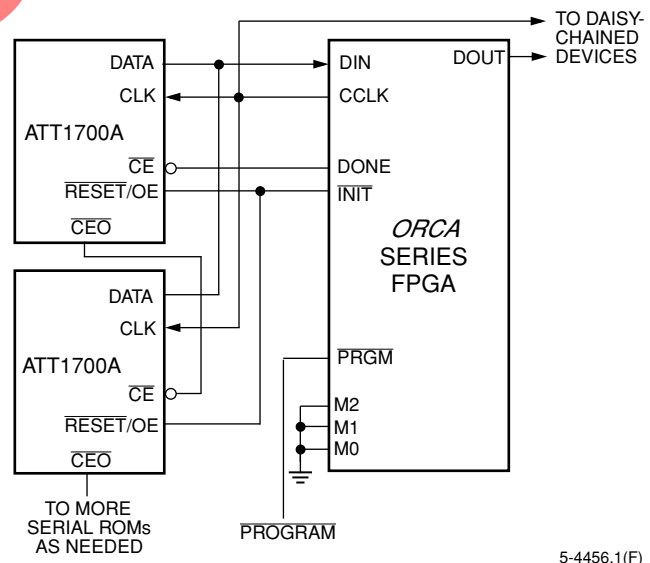 TO DAISY-
CHAINED
DEVICES
DATA
CLK
ATT1700A
CE
RESET/OE
CEO
DIN
DOUT
CCLK
DONE
INIT
ORCA
SERIES
FPGA
PRGM
M2
M1
M0
DATA
CLK
ATT1700A
CE
RESET/OE
CEO
TO MORE
SERIAL ROMs
AS NEEDED
PROGRAM
5-4456.1(F)